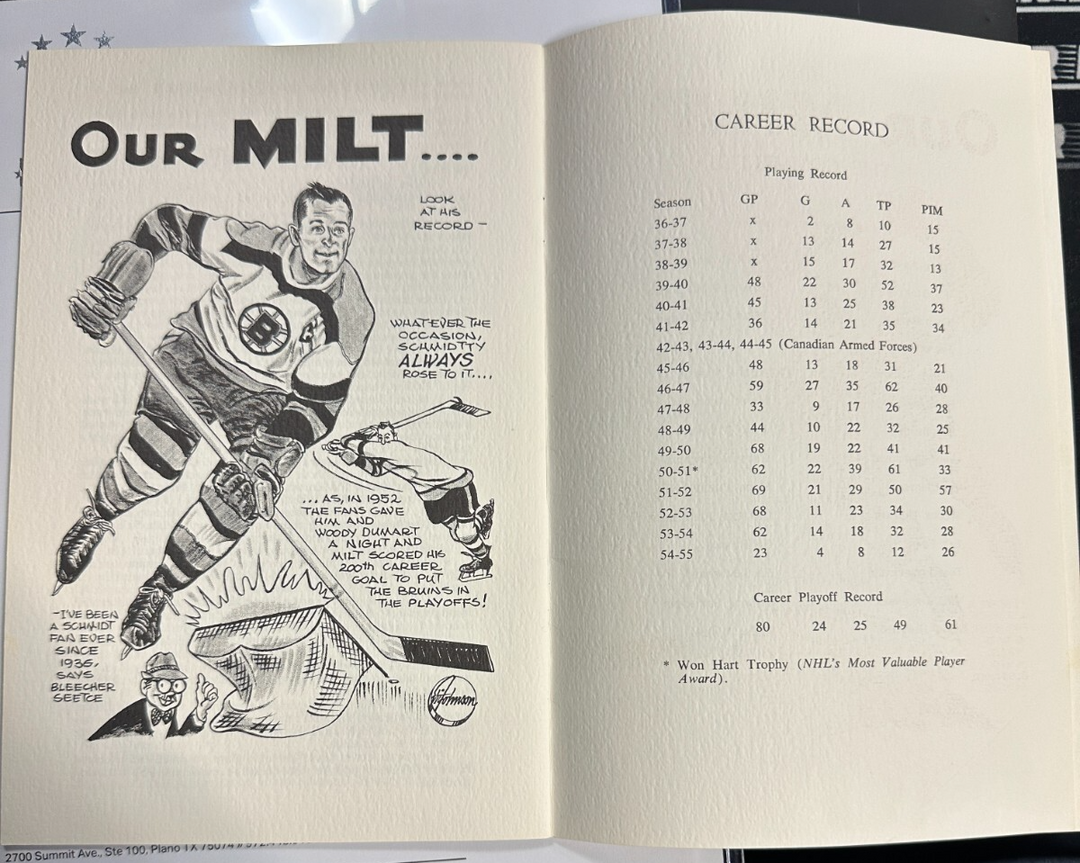 OUR MILT....
LOOK
AT HIS
RECORD—
WHATEVER THE
OCCASION,
SCHMIDTTY
ALWAYS
ROSE TO IT....
B
... AS, IN 1952
THE FANS GAVE
HIM AND
WOODY DUMART
A NIGHT AND
MILT SCORED HIS
200th CAREER
GOAL TO PUT
THE BRUINS IN
THE PLAYOFFS!
-I'VE BEEN
A SCHMIDT
FAN EVER
SINCE
1936,
SAYS
BLEECHER
SEETCE
Johnson
CAREER RECORD
Playing Record
Season GP G A TP PIM
36-37 x 2 8 10 15
37-38 x 13 14 27 15
38-39 x 15 17 32 13
39-40 48 22 30 52 37
40-41 45 13 25 38 23
41-42 36 14 21 35 34
42-43, 43-44, 44-45 (Canadian Armed Forces)
45-46 48 13 18 31 21
46-47 59 27 35 62 40
47-48 33 9 17 26 28
48-49 44 10 22 32 25
49-50 68 19 22 41 41
50-51* 62 22 39 61 33
51-52 69 21 29 50 57
52-53 68 11 23 34 30
53-54 62 14 18 32 28
54-55 23 4 8 12 26
Career Playoff Record
80 24 25 49 61
* Won Hart Trophy (NHL's Most Valuable Player
Award).
2700 Summit Ave., Ste 100, Plano TX 75074